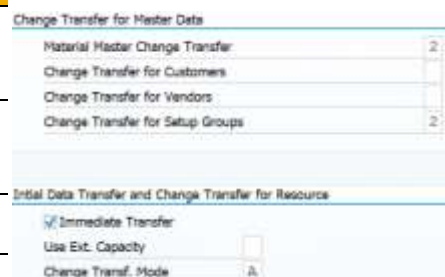 Change Transfer for Master Data
Material Master Change Transfer 2
Change Transfer for Customers
Change Transfer for Vendors
Change Transfer for Setup Groups 2
Intial Data Transfer and Change Transfer for Resource
Immediate Transfer
Use Ext. Capacity
Change Transf. Mode A